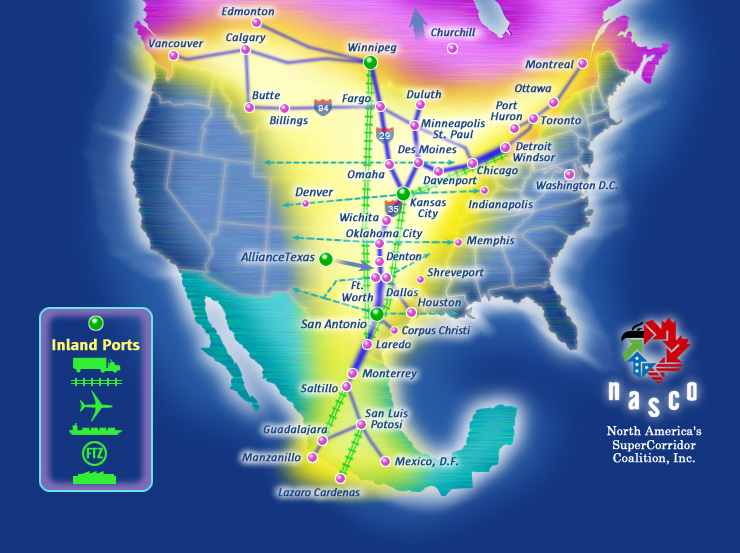 Edmonton
Churchill
Vancouver
Calgary
Winnipeg
Montreal
Ottawa
Butte
Billings
94
Fargo
Duluth
Port
Huron
Toronto
Minneapolis
St. Paul
29
Des Moines
Detroit
Windsor
Omaha
Davenport
Chicago
Washington D.C.
Denver
35
Kansas
City
Indianapolis
Wichita
Oklahoma City
Memphis
AllianceTexas
Denton
Shreveport
Ft.
Worth
Dallas
Houston
San Antonio
Corpus Christi
Laredo
Monterrey
Saltillo
San Luis
Potosi
Guadalajara
Manzanillo
Mexico, D.F.
Lazaro Cardenas
Inland Ports
FTZ
nasco
North America's
SuperCorridor
Coalition, Inc.